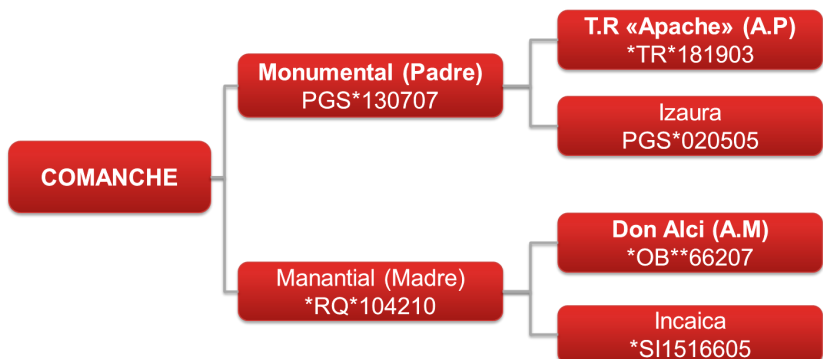 COMANCHE
Monumental (Padre)
PGS*130707
Manantial (Madre)
*RQ*104210
T.R «Apache» (A.P)
*TR*181903
Izaura
PGS*020505
Don Alci (A.M)
*OB**66207
Incaica
*SI1516605